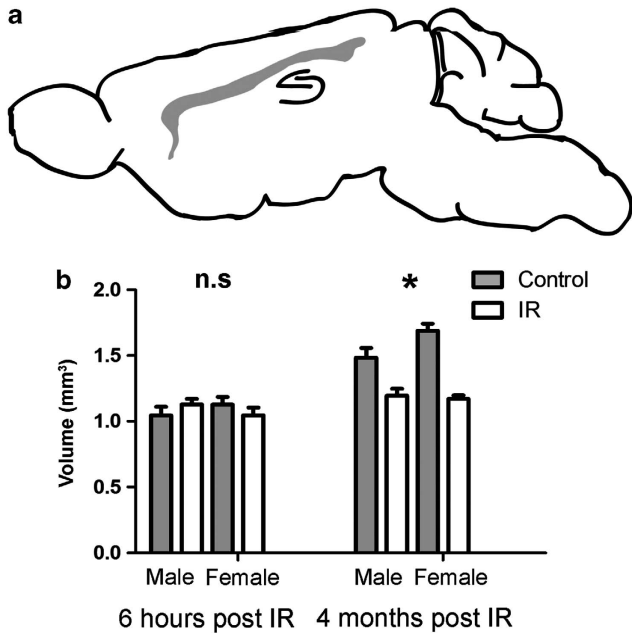 a
b
n.s
*
Control
IR
Volume (mm³)
2.0
1.5
1.0
0.5
0.0
Male Female Male Female
6 hours post IR 4 months post IR